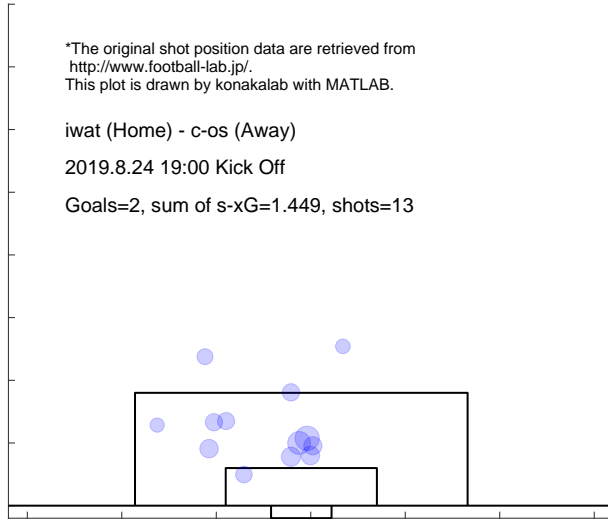 *The original shot position data are retrieved from
http://www.football-lab.jp/.
This plot is drawn by konakalab with MATLAB.
iwat (Home) - c-os (Away)
2019.8.24 19:00 Kick Off
Goals=2, sum of s-xG=1.449, shots=13